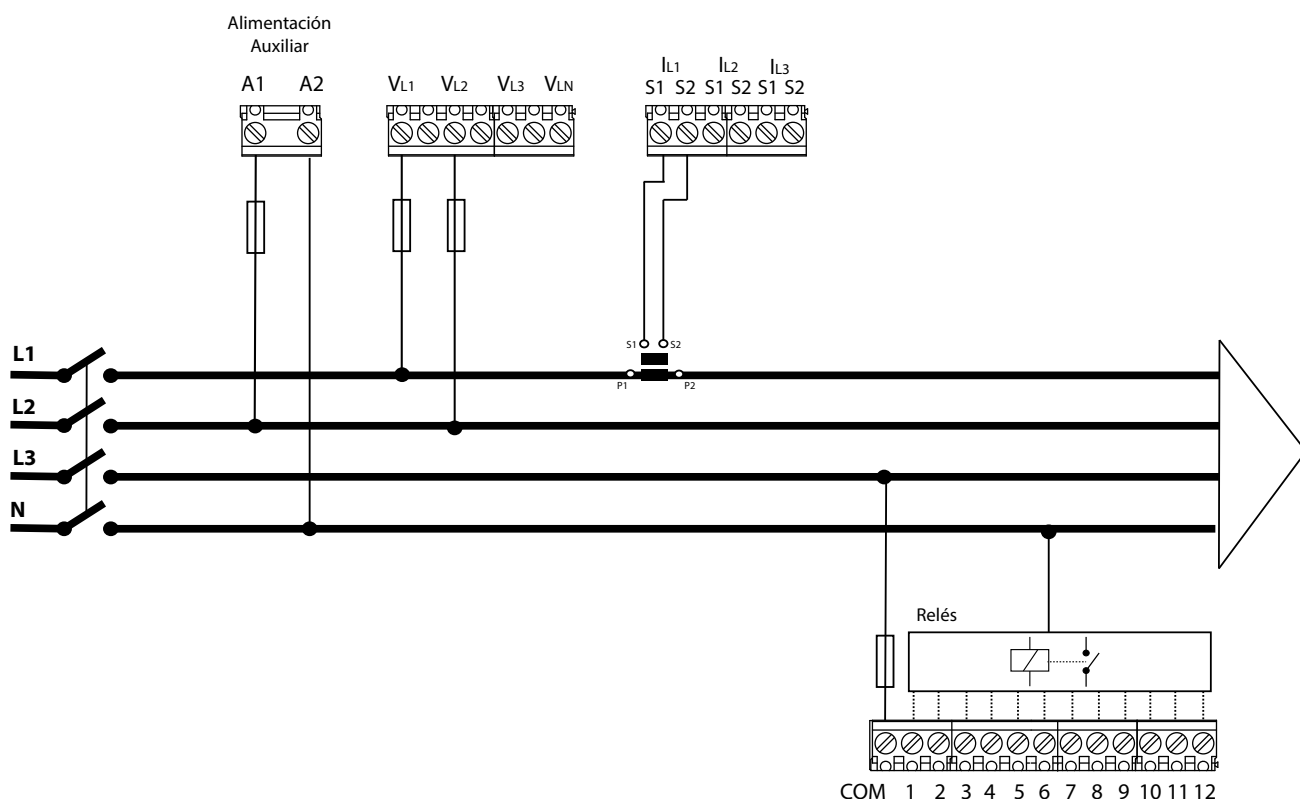 Alimentación
Auxiliar
A1 A2
VL1 VL2 VL3 VLN
IL1 IL2 IL3
S1 S2 S1 S2 S1 S2
S1 S2
L1
P1 P2
L2
L3
N
Relés
COM 1 2 3 4 5 6 7 8 9 10 11 12